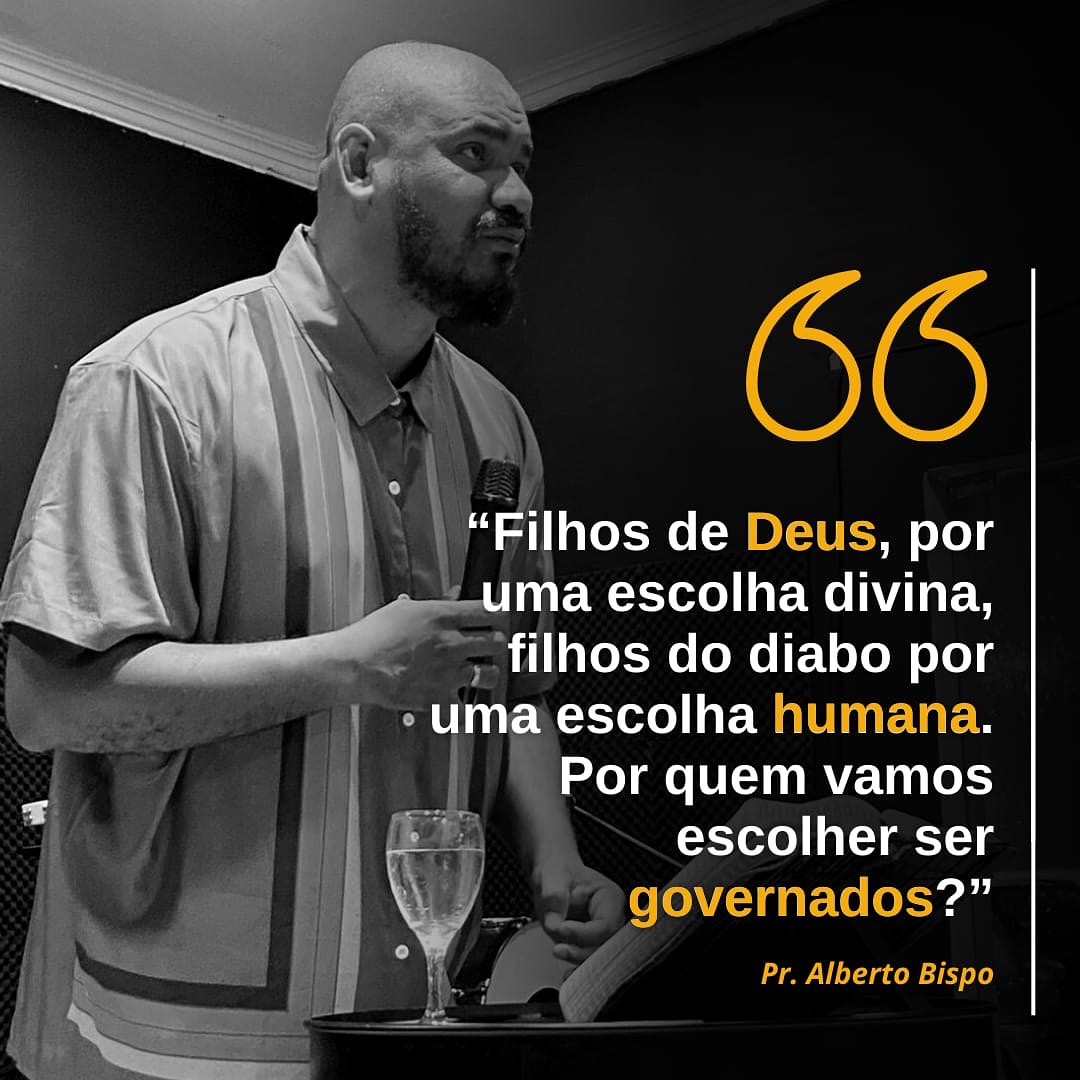 “Filhos de Deus, por
uma escolha divina,
filhos do diabo por
uma escolha humana.
Por quem vamos
escolher ser
governados?”
Pr. Alberto Bispo